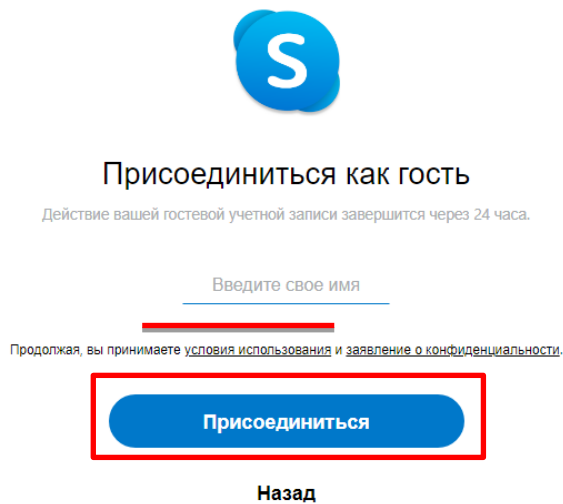 S
Присоединиться как гость
Действие вашей гостевой учетной записи завершится через 24 часа.
Введите свое имя
Продолжая, вы принимаете условия использования и заявление о конфиденциальности.
Присоединиться
Назад